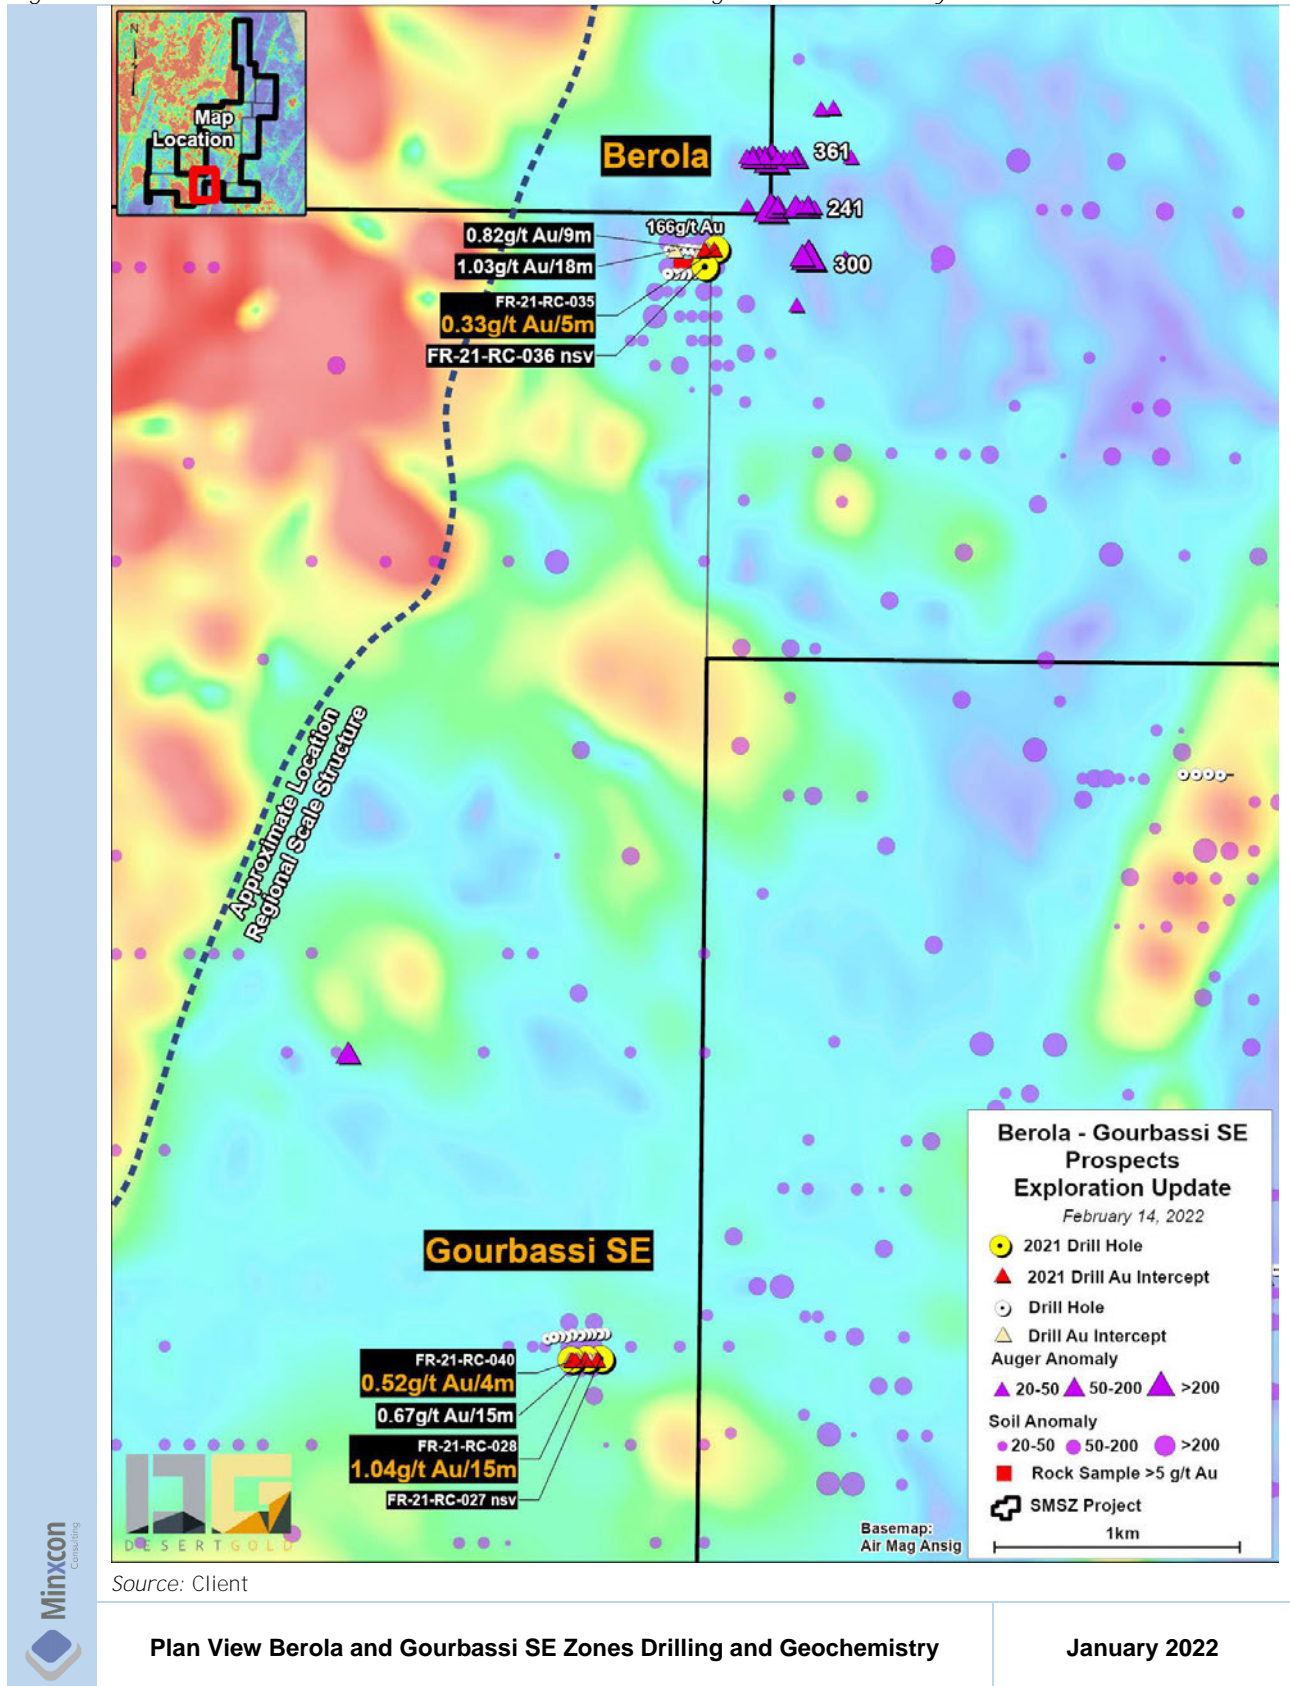 N
Map
Location
Berola
361
241
300
166g/t Au
0.82g/t Au/9m
1.03g/t Au/18m
FR-21-RC-035
0.33g/t Au/5m
FR-21-RC-036 nsv
Approximate Location
Regional Scale Structure
Gourbassi SE
FR-21-RC-040
0.52g/t Au/4m
0.67g/t Au/15m
FR-21-RC-028
1.04g/t Au/15m
FR-21-RC-027 nsv
DESERTGOLD
Basemap:
Air Mag Ansig
Berola - Gourbassi SE
Prospects
Exploration Update
February 14, 2022
2021 Drill Hole
2021 Drill Au Intercept
Drill Hole
Drill Au Intercept
Auger Anomaly
20-50 50-200 >200
Soil Anomaly
20-50 50-200 >200
Rock Sample >5 g/t Au
SMSZ Project
1km
Source: Client
Minxcon
Consulting
Plan View Berola and Gourbassi SE Zones Drilling and Geochemistry
January 2022